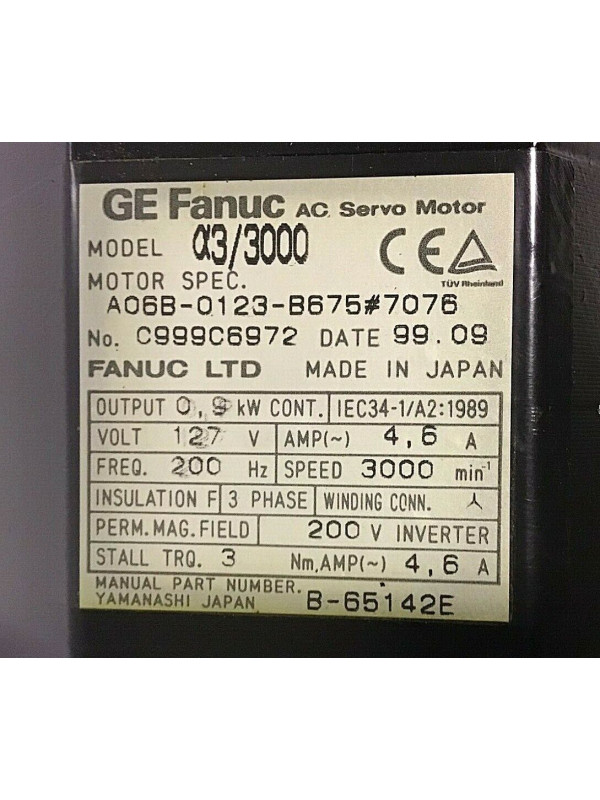 GE Fanuc AC Servo Motor
MODEL α3/3000
CE
TÜV Rheinland
MOTOR SPEC.
A06B-0123-B675#7076
No. C999C6972 DATE 99.09
FANUC LTD MADE IN JAPAN
OUTPUT 0,9 kW CONT. IEC34-1/A2:1989
VOLT 127 V AMP(~) 4,6 A
FREQ. 200 Hz SPEED 3000 min⁻¹
INSULATION F 3 PHASE WINDING CONN.
PERM.MAG.FIELD 200 V INVERTER
STALL TRQ. 3 Nm,AMP(~) 4,6 A
MANUAL PART NUMBER.
YAMANASHI JAPAN B-65142E